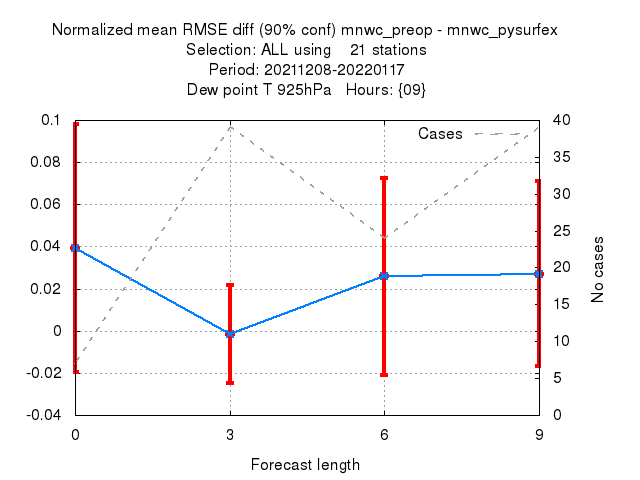 Normalized mean RMSE diff (90% conf) mnwc_preop - mnwc_pysurfex
Selection: ALL using    21 stations
Period: 20211208-20220117
Dew point T 925hPa   Hours: {09}
Cases
0.1
0.08
0.06
0.04
0.02
0
-0.02
-0.04
40
35
30
25
20
15
10
5
0
No cases
0 3 6 9
Forecast length